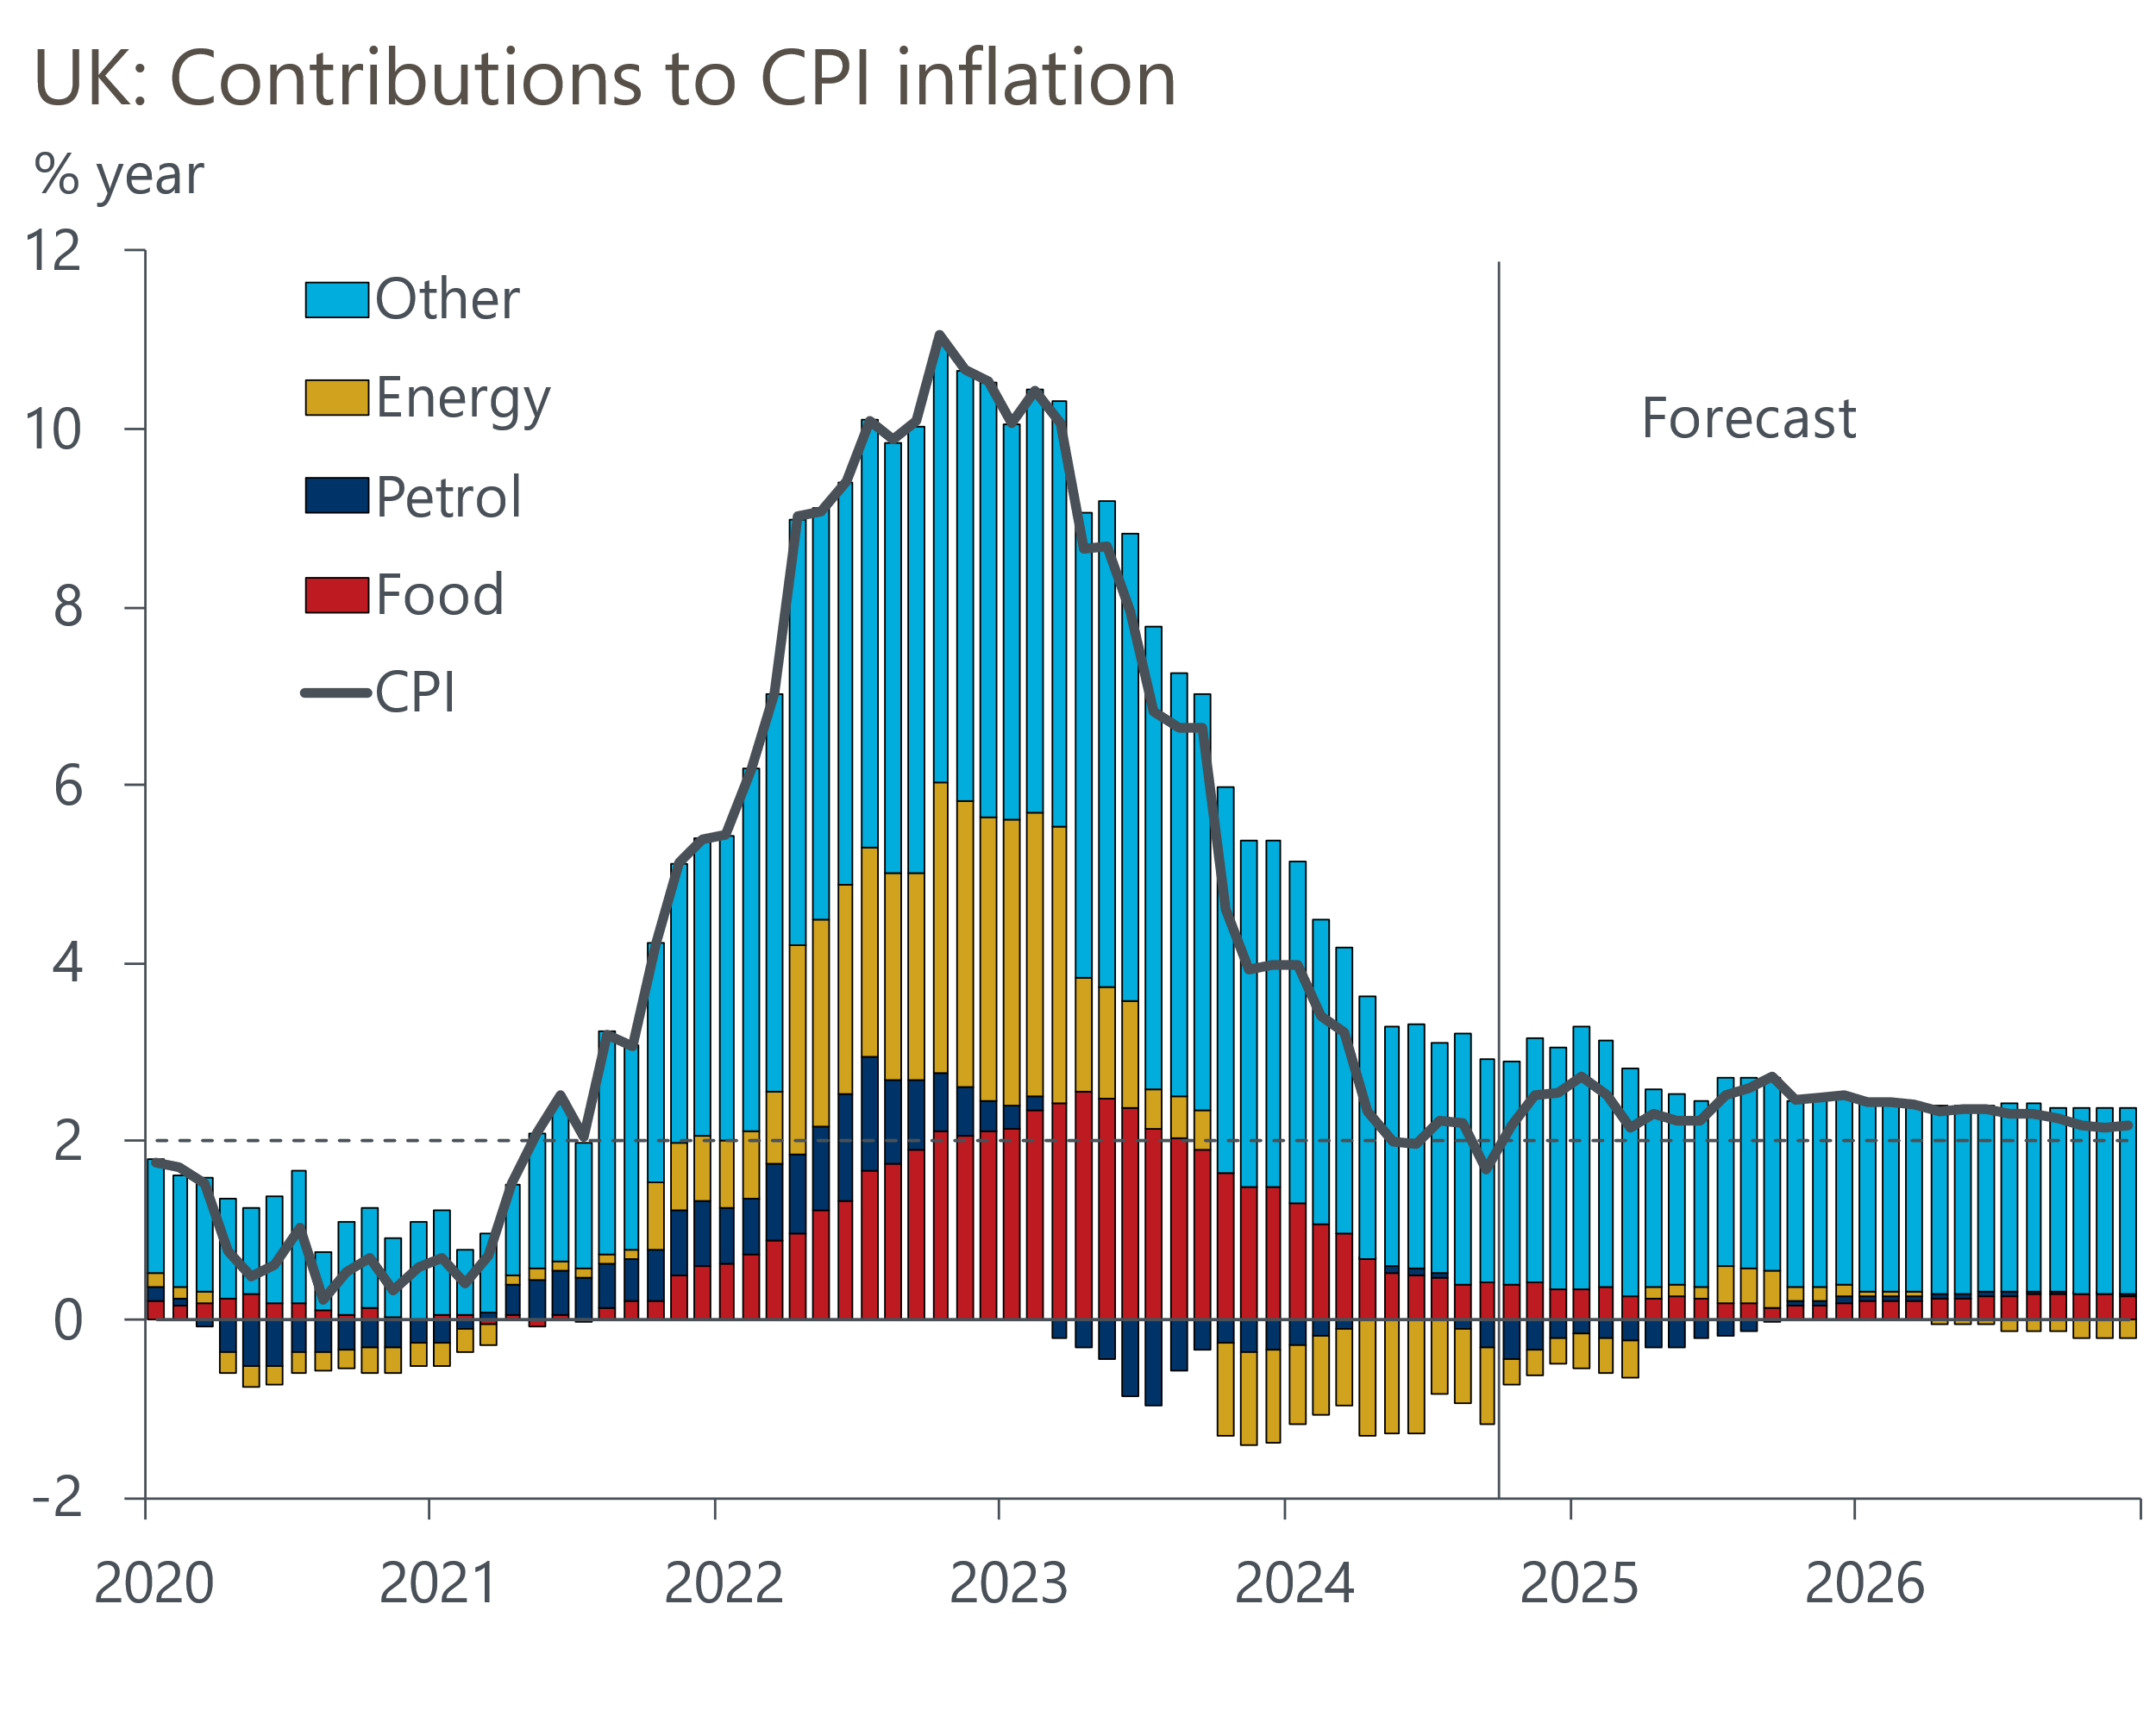 UK: Contributions to CPI inflation
% year
12
10
8
6
4
2
0
-2
Other
Energy
Petrol
Food
CPI
Forecast
2020 2021 2022 2023 2024 2025 2026